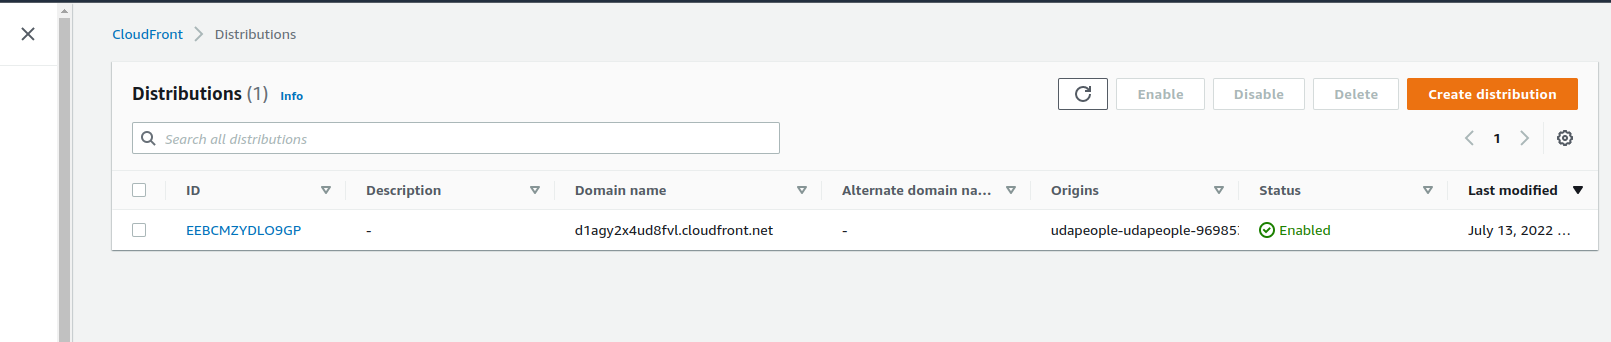 CloudFront > Distributions
Distributions (1) Info
Enable Disable Delete Create distribution
Search all distributions
1
ID Description Domain name Alternate domain na... Origins Status Last modified
EEBCMZYDLO9GP - d1agy2x4ud8fvl.cloudfront.net - udapeople-udapeople-96985 Enabled July 13, 2022 ...